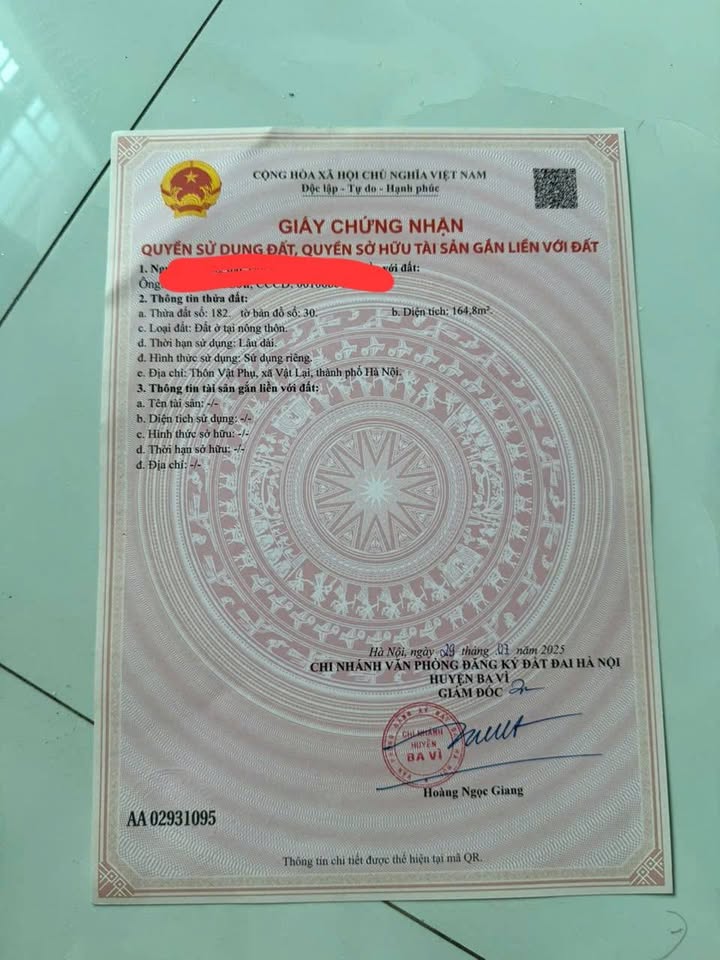 CỘNG HÒA XÃ HỘI CHỦ NGHĨA VIỆT NAM
Độc lập - Tự do - Hạnh phúc
GIẤY CHỨNG NHẬN
QUYỀN SỬ DỤNG ĐẤT, QUYỀN SỞ HỮU TÀI SẢN GẮN LIỀN VỚI ĐẤT
1. với đất:
Ông
2. Thông tin thửa đất:
a. Thửa đất số: 182. tờ bản đồ số: 30. b. Diện tích: 164,8m².
c. Loại đất: Đất ở tại nông thôn.
d. Thời hạn sử dụng: Lâu dài.
đ. Hình thức sử dụng: Sử dụng riêng.
e. Địa chỉ: Thôn Vật Phụ, xã Vật Lại, thành phố Hà Nội.
3. Thông tin tài sản gắn liền với đất:
a. Tên tài sản: -/-
b. Diện tích sử dụng: -/-
c. Hình thức sở hữu: -/-
d. Thời hạn sở hữu: -/-
đ. Địa chỉ: -/-
Hà Nội, ngày 29 tháng 07 năm 2025
CHI NHÁNH VĂN PHÒNG ĐĂNG KÝ ĐẤT ĐAI HÀ NỘI
HUYỆN BA VÌ
GIÁM ĐỐC
CHI NHÁNH
HUYỆN
BA VÌ
Hoàng Ngọc Giang
AA 02931095
Thông tin chi tiết được thể hiện tại mã QR.